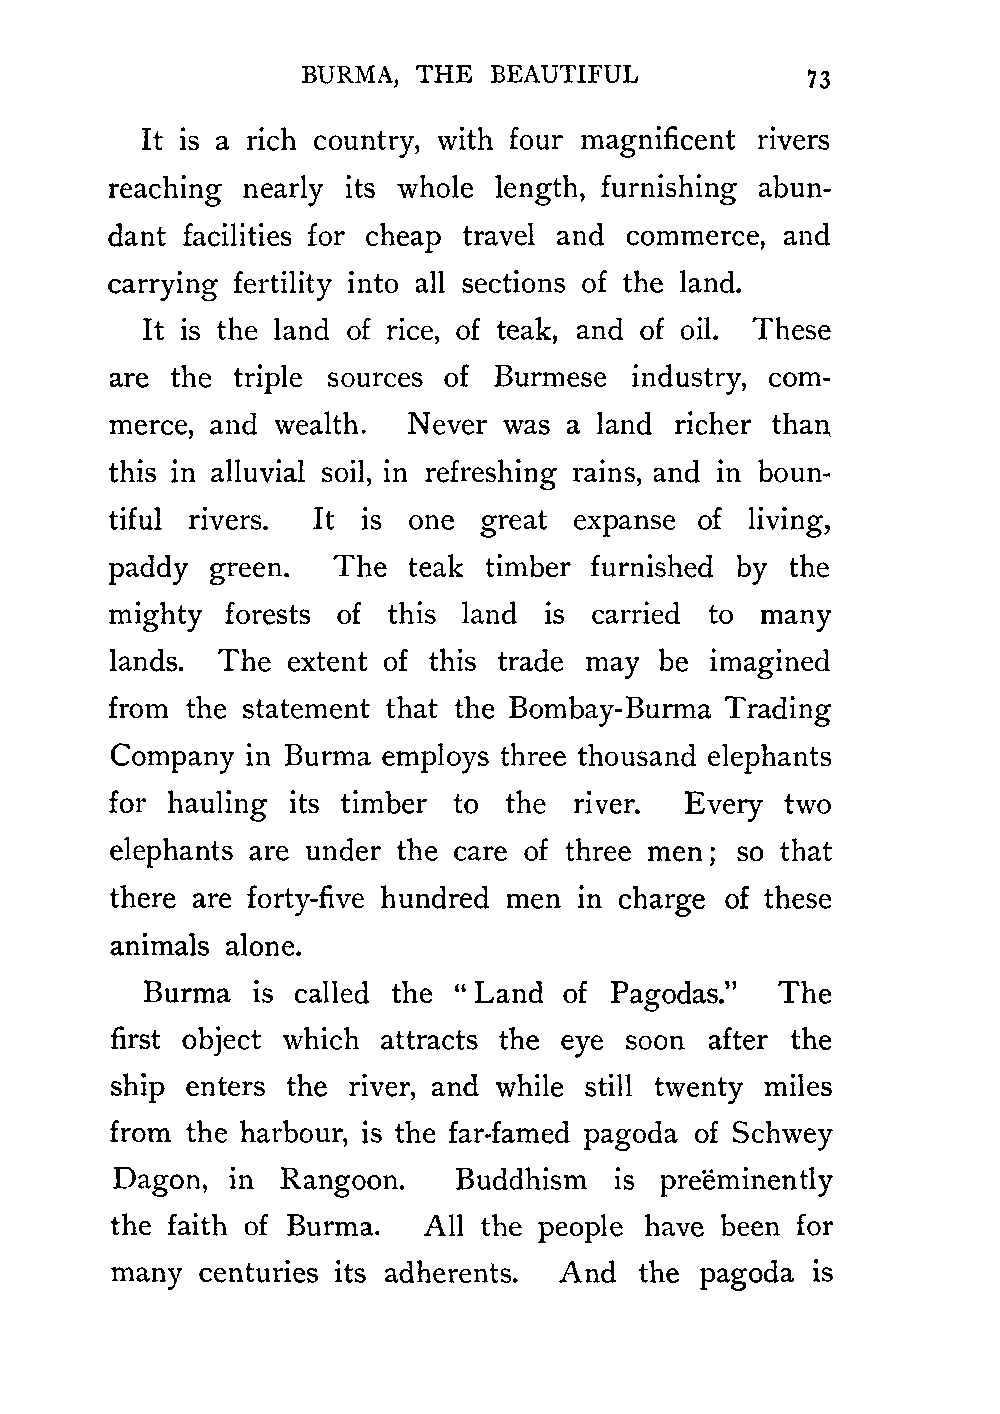 BURMA, THE BEAUTIFUL 73
It is a rich country, with four magnificent rivers
reaching nearly its whole length, furnishing abun-
dant facilities for cheap travel and commerce, and
carrying fertility into all sections of the land.
It is the land of rice, of teak, and of oil. These
are the triple sources of Burmese industry, com-
merce, and wealth. Never was a land richer than
this in alluvial soil, in refreshing rains, and in boun-
tiful rivers. It is one great expanse of living,
paddy green. The teak timber furnished by the
mighty forests of this land is carried to many
lands. The extent of this trade may be imagined
from the statement that the Bombay-Burma Trading
Company in Burma employs three thousand elephants
for hauling its timber to the river. Every two
elephants are under the care of three men; so that
there are forty-five hundred men in charge of these
animals alone.
Burma is called the "Land of Pagodas." The
first object which attracts the eye soon after the
ship enters the river, and while still twenty miles
from the harbour, is the far-famed pagoda of Schwey
Dagon, in Rangoon. Buddhism is preëminently
the faith of Burma. All the people have been for
many centuries its adherents. And the pagoda is